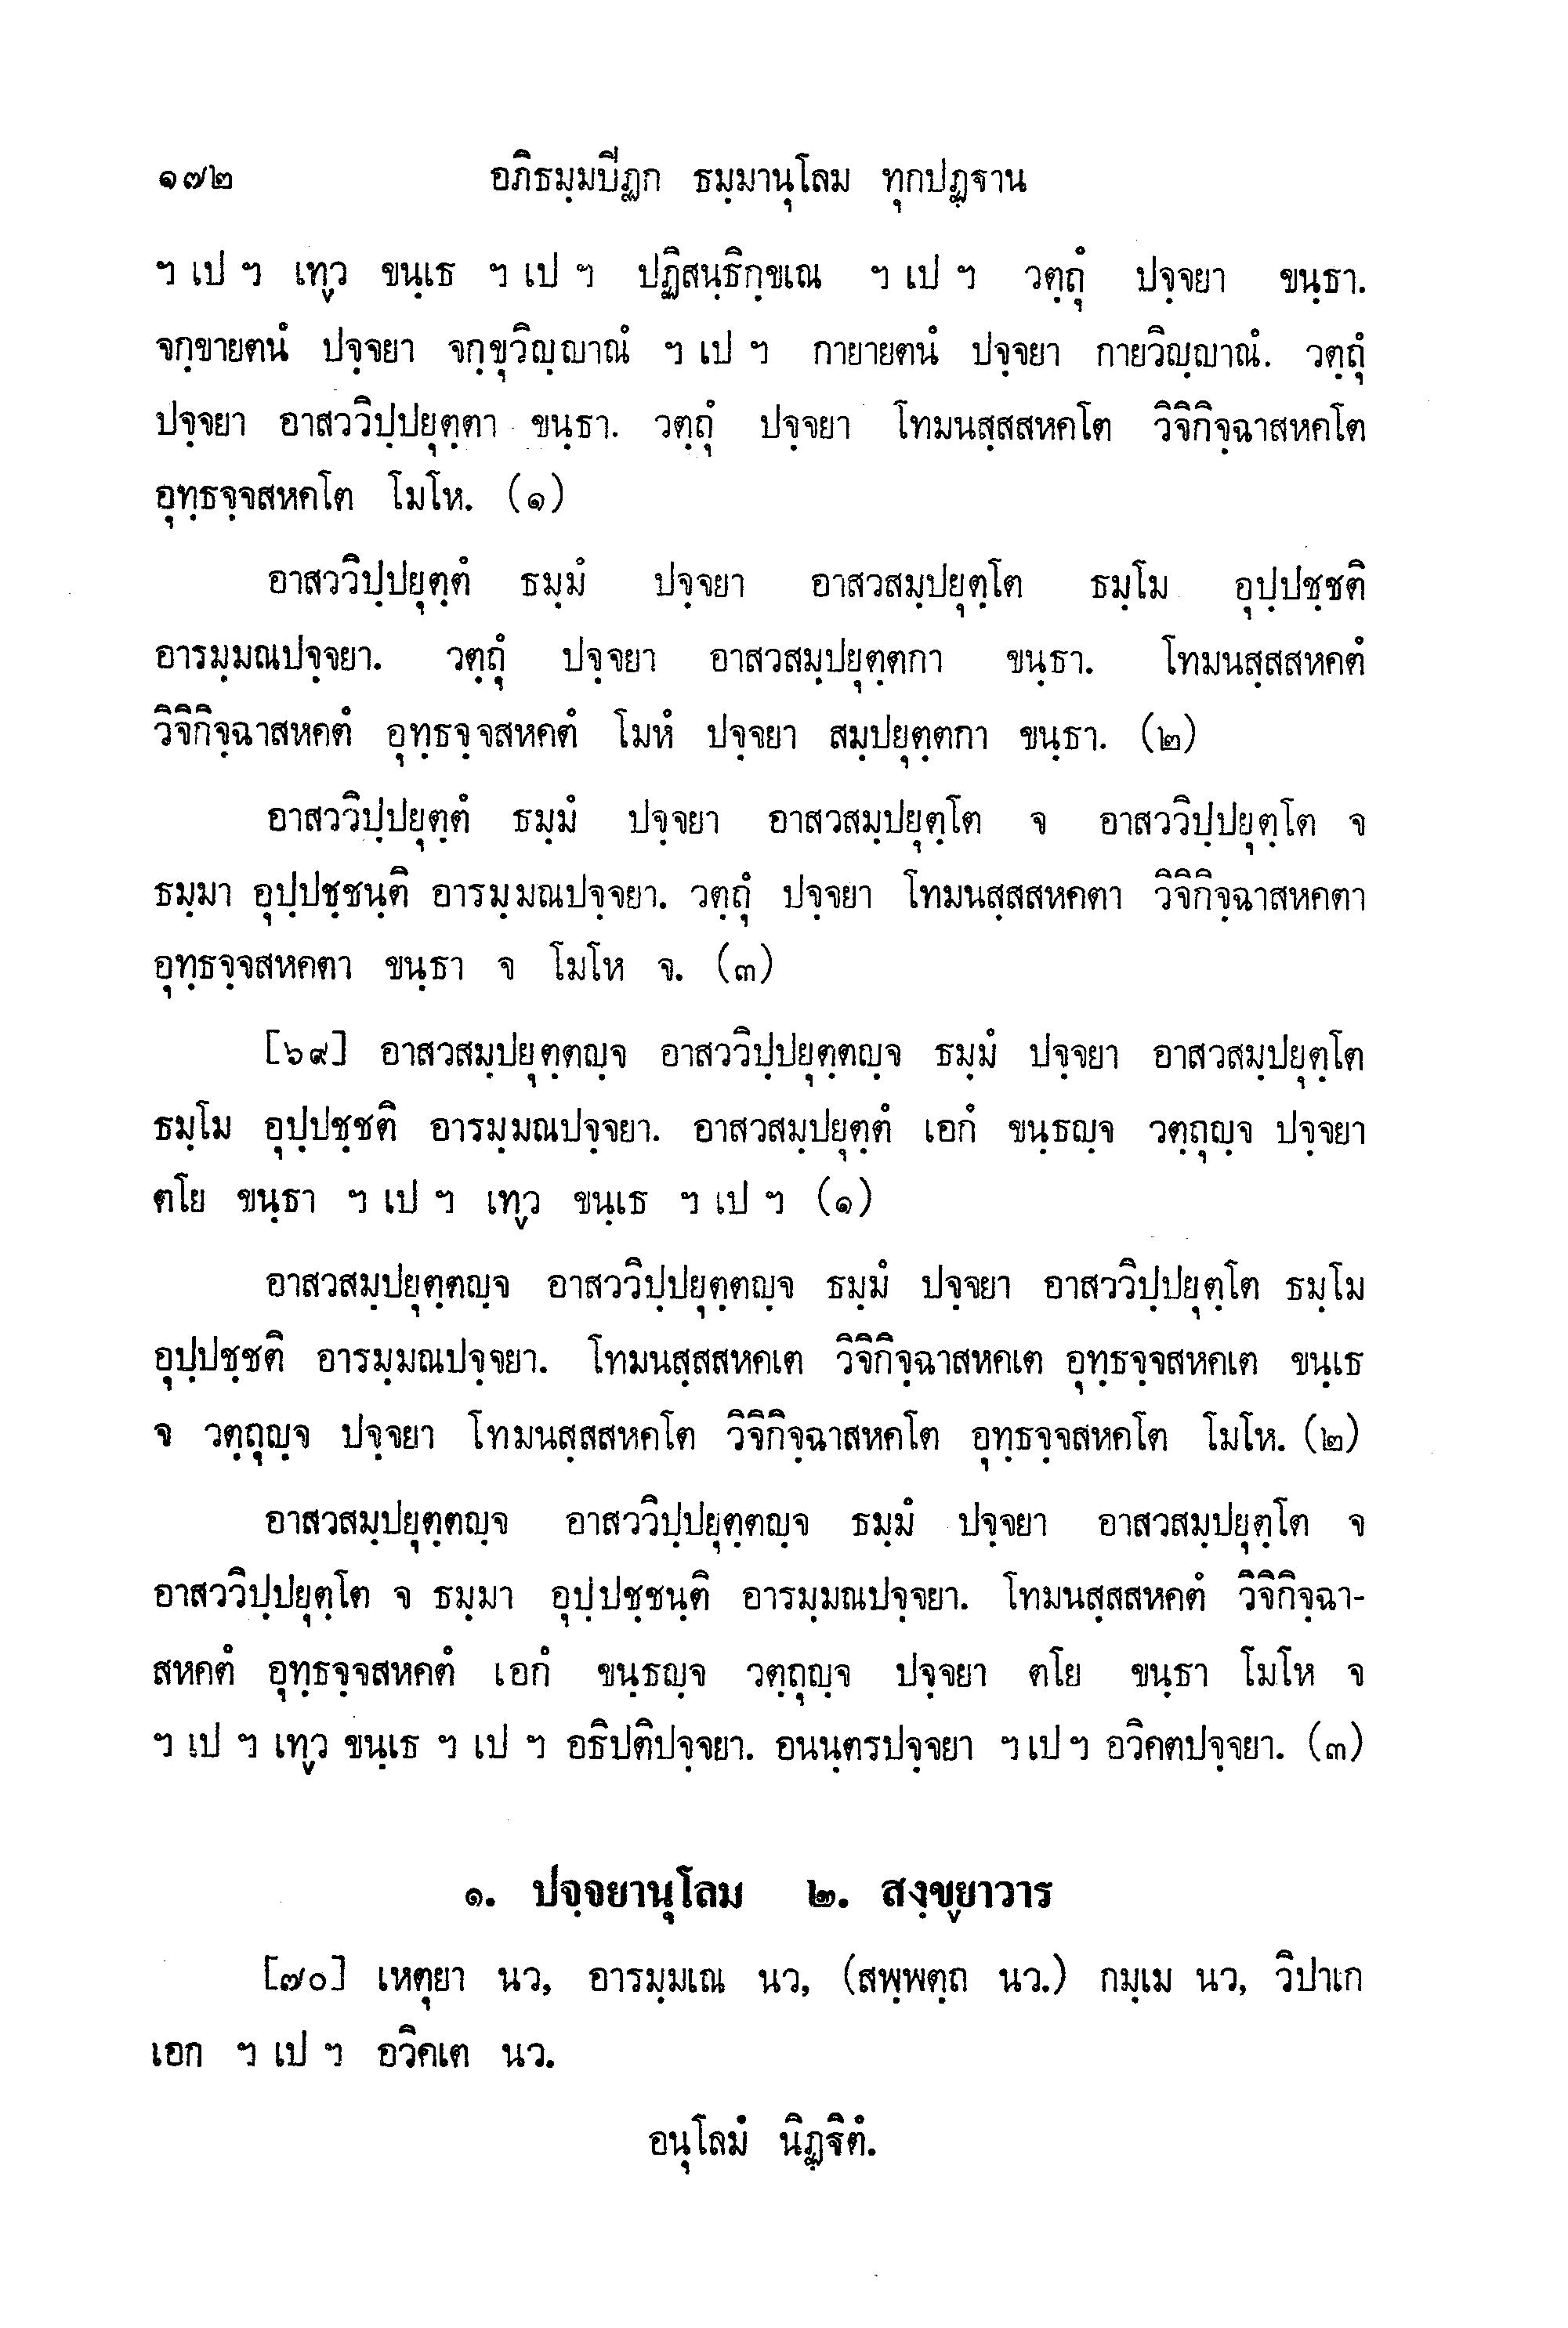 ๑๗๒ อภิธมฺมปีฏก ธมฺมานุโลม ทุกปฏฺฐาน
ฯ เป ฯ เทฺว ขนฺเธ ฯ เป ฯ ปฏิสนฺธิกฺขเณ ฯ เป ฯ วตฺถุํ ปจฺจยา ขนฺธา.
จกฺขายตนํ ปจฺจยา จกฺขุวิญฺญาณํ ฯ เป ฯ กายายตนํ ปจฺจยา กายวิญฺญาณํ. วตฺถุํ
ปจฺจยา อาสววิปฺปยุตฺตา ขนฺธา. วตฺถุํ ปจฺจยา โทมนสฺสสหคโต วิจิกิจฺฉาสหคโต
อุทฺธจฺจสหคโต โมโห. (๑)
อาสววิปฺปยุตฺตํ ธมฺมํ ปจฺจยา อาสวสมฺปยุตฺโต ธมฺโม อุปฺปชฺชติ
อารมฺมณปจฺจยา. วตฺถุํ ปจฺจยา อาสวสมฺปยุตฺตกา ขนฺธา. โทมนสฺสสหคตํ
วิจิกิจฺฉาสหคตํ อุทฺธจฺจสหคตํ โมหํ ปจฺจยา สมฺปยุตฺตกา ขนฺธา. (๒)
อาสววิปฺปยุตฺตํ ธมฺมํ ปจฺจยา อาสวสมฺปยุตฺโต จ อาสววิปฺปยุตฺโต จ
ธมฺมา อุปฺปชฺชนฺติ อารมฺมณปจฺจยา. วตฺถุํ ปจฺจยา โทมนสฺสสหคตา วิจิกิจฺฉาสหคตา
อุทฺธจฺจสหคตา ขนฺธา จ โมโห จ. (๓)
[๖๙] อาสวสมฺปยุตฺตญฺจ อาสววิปฺปยุตฺตญฺจ ธมฺมํ ปจฺจยา อาสวสมฺปยุตฺโต
ธมฺโม อุปฺปชฺชติ อารมฺมณปจฺจยา. อาสวสมฺปยุตฺตํ เอกํ ขนฺธญฺจ วตฺถุญฺจ ปจฺจยา
ตโย ขนฺธา ฯ เป ฯ เทฺว ขนฺเธ ฯ เป ฯ (๑)
อาสวสมฺปยุตฺตญฺจ อาสววิปฺปยุตฺตญฺจ ธมฺมํ ปจฺจยา อาสววิปฺปยุตฺโต ธมฺโม
อุปฺปชฺชติ อารมฺมณปจฺจยา. โทมนสฺสสหคเต วิจิกิจฺฉาสหคเต อุทฺธจฺจสหคเต ขนฺเธ
จ วตฺถุญฺจ ปจฺจยา โทมนสฺสสหคโต วิจิกิจฺฉาสหคโต อุทฺธจฺจสหคโต โมโห. (๒)
อาสวสมฺปยุตฺตญฺจ อาสววิปฺปยุตฺตญฺจ ธมฺมํ ปจฺจยา อาสวสมฺปยุตฺโต จ
อาสววิปฺปยุตฺโต จ ธมฺมา อุปฺปชฺชนฺติ อารมฺมณปจฺจยา. โทมนสฺสสหคตํ วิจิกิจฺฉา-
สหคตํ อุทฺธจฺจสหคตํ เอกํ ขนฺธญฺจ วตฺถุญฺจ ปจฺจยา ตโย ขนฺธา โมโห จ
ฯ เป ฯ เทฺว ขนฺเธ ฯ เป ฯ อธิปติปจฺจยา. อนนฺตรปจฺจยา ฯ เป ฯ อวิคตปจฺจยา. (๓)
๑. ปจฺจยานุโลม ๒. สงฺขฺยาวาร
[๗๐] เหตุยา นว, อารมฺมเณ นว, (สพฺพตฺถ นว.) กมฺเม นว, วิปาเก
เอก ฯ เป ฯ อวิคเต นว.
อนุโลมํ นิฏฺฐิตํ.